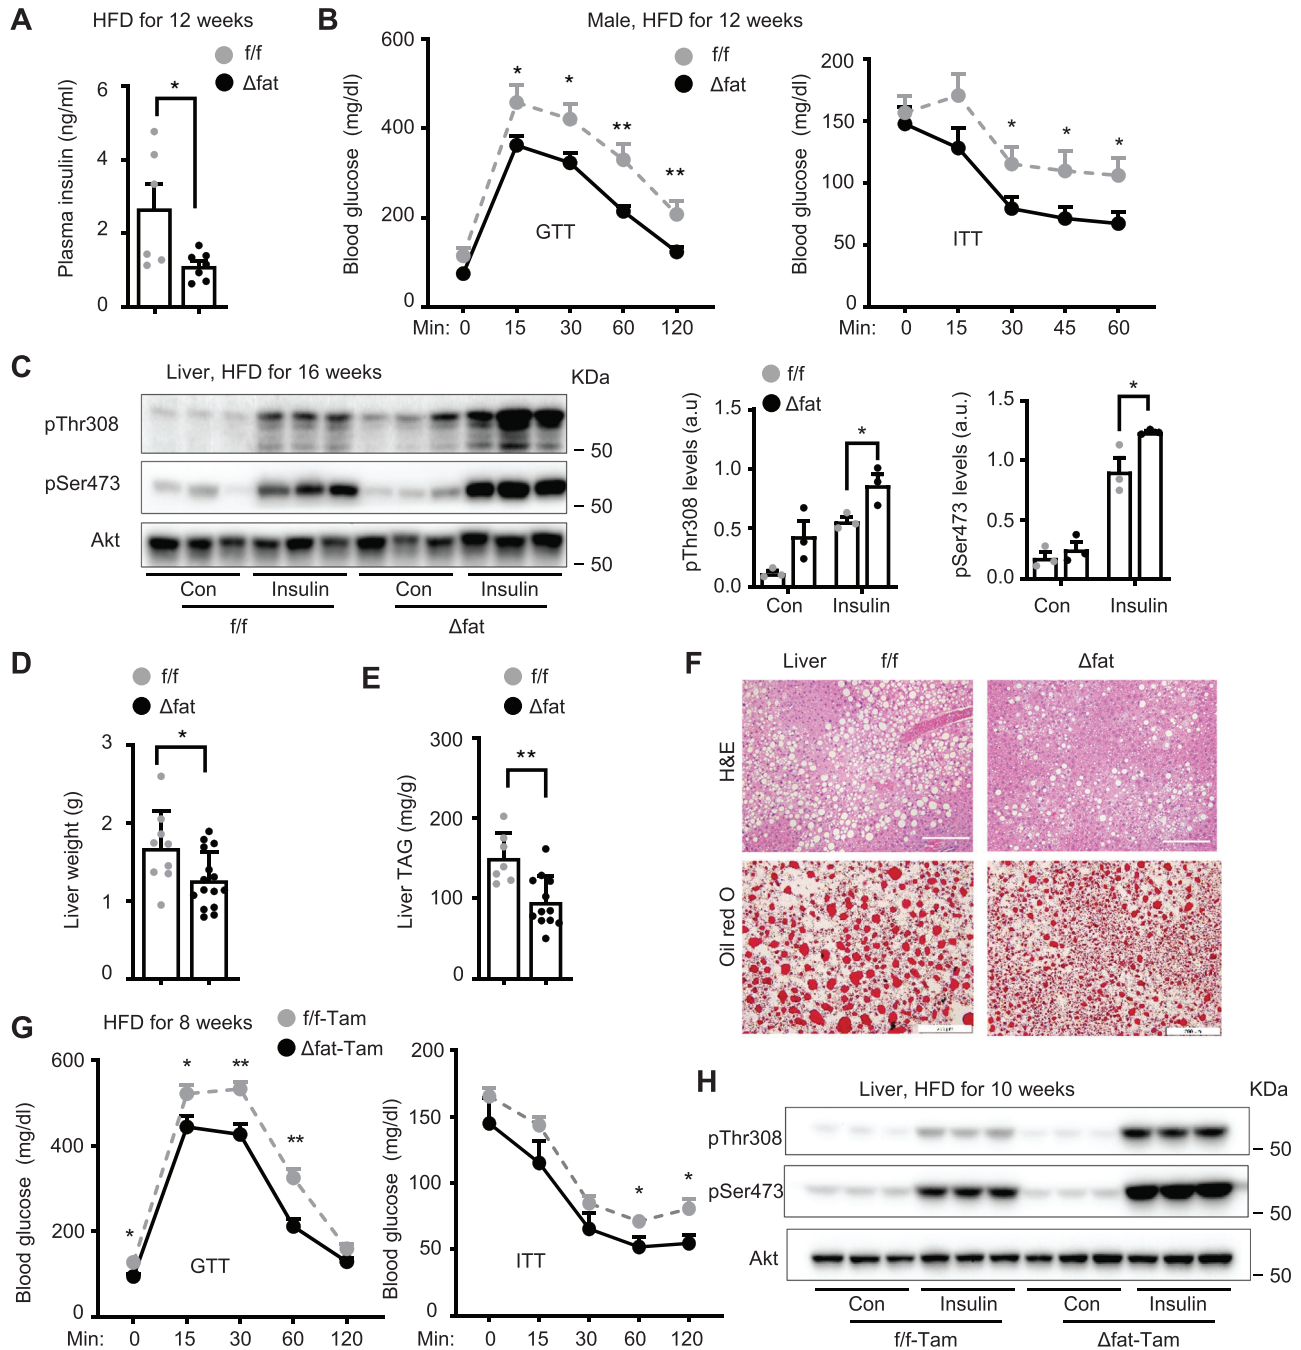 A
HFD for 12 weeks
f/f
Δfat
Plasma insulin (ng/ml)
6
4
2
0
*
B
Male, HFD for 12 weeks
f/f
Δfat
Blood glucose (mg/dl)
600
400
200
0
* * ** **
GTT
Min: 0 15 30 60 120
Blood glucose (mg/dl)
200
150
100
50
0
* * *
ITT
Min: 0 15 30 45 60
C
Liver, HFD for 16 weeks
KDa
pThr308
50
pSer473
50
Akt
50
Con Insulin Con Insulin
f/f Δfat
f/f
Δfat
pThr308 levels (a.u)
1.5
1.0
0.5
0.0
*
Con Insulin
pSer473 levels (a.u.)
1.5
1.0
0.5
0.0
*
Con Insulin
D
f/f
Δfat
Liver weight (g)
3
2
1
0
*
E
f/f
Δfat
Liver TAG (mg/g)
300
200
100
0
**
F
Liver f/f Δfat
H&E
Oil red O
G
HFD for 8 weeks
f/f-Tam
Δfat-Tam
Blood glucose (mg/dl)
600
400
200
0
* * ** **
GTT
Min: 0 15 30 60 120
Blood glucose (mg/dl)
200
150
100
50
0
* *
ITT
Min: 0 15 30 60 120
H
Liver, HFD for 10 weeks
KDa
pThr308
50
pSer473
50
Akt
50
Con Insulin Con Insulin
f/f-Tam Δfat-Tam